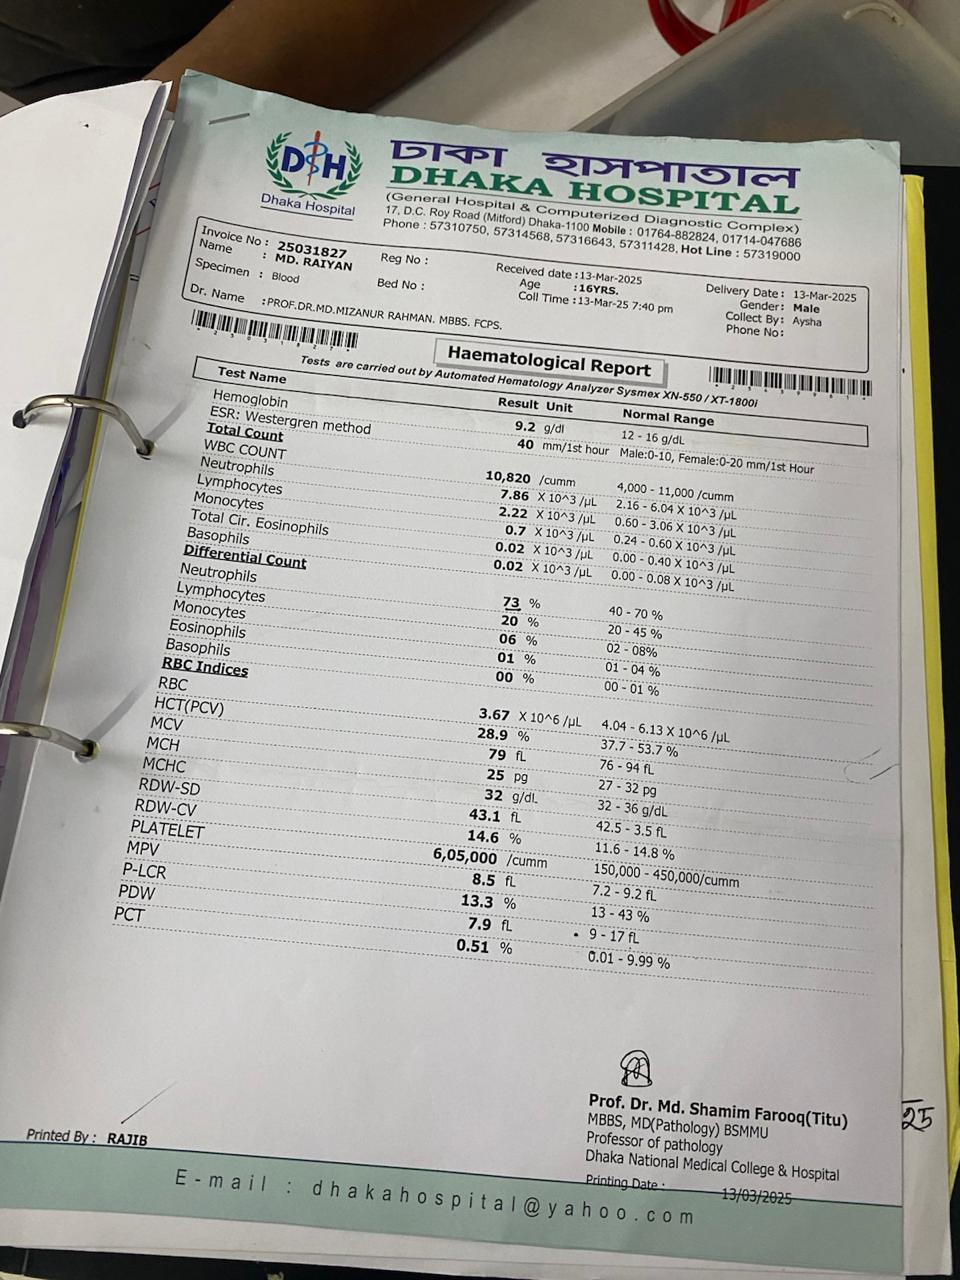 ঢাকা হাসপাতাল
DHAKA HOSPITAL
(General Hospital & Computerized Diagnostic Complex)
17, D.C. Roy Road (Mitford) Dhaka-1100 Mobile : 01764-882824, 01714-047686
Phone : 57310750, 57314568, 57316643, 57311428, Hot Line : 57319000
DSH
Dhaka Hospital
Invoice No : 25031827 Reg No : Received date :13-Mar-2025 Delivery Date : 13-Mar-2025
Name : MD. RAIYAN Age :16YRS. Gender: Male
Specimen : Blood Bed No : Coll Time :13-Mar-25 7:40 pm Collect By : Aysha
Dr. Name :PROF.DR.MD.MIZANUR RAHMAN. MBBS. FCPS. Phone No:
Haematological Report
Tests are carried out by Automated Hematology Analyzer Sysmex XN-550 / XT-1800i
Test Name Result Unit Normal Range
Hemoglobin 9.2 g/dl 12 - 16 g/dL
ESR: Westergren method 40 mm/1st hour Male:0-10, Female:0-20 mm/1st Hour
Total Count
WBC COUNT 10,820 /cumm 4,000 - 11,000 /cumm
Neutrophils 7.86 X 10^3 /µL 2.16 - 6.04 X 10^3 /µL
Lymphocytes 2.22 X 10^3 /µL 0.60 - 3.06 X 10^3 /µL
Monocytes 0.7 X 10^3 /µL 0.24 - 0.60 X 10^3 /µL
Total Cir. Eosinophils 0.02 X 10^3 /µL 0.00 - 0.40 X 10^3 /µL
Basophils 0.02 X 10^3 /µL 0.00 - 0.08 X 10^3 /µL
Differential Count
Neutrophils 73 % 40 - 70 %
Lymphocytes 20 % 20 - 45 %
Monocytes 06 % 02 - 08%
Eosinophils 01 % 01 - 04 %
Basophils 00 % 00 - 01 %
RBC Indices
RBC 3.67 X 10^6 /µL 4.04 - 6.13 X 10^6 /µL
HCT(PCV) 28.9 % 37.7 - 53.7 %
MCV 79 fL 76 - 94 fL
MCH 25 pg 27 - 32 pg
MCHC 32 g/dL 32 - 36 g/dL
RDW-SD 43.1 fL 42.5 - 3.5 fL
RDW-CV 14.6 % 11.6 - 14.8 %
PLATELET 6,05,000 /cumm 150,000 - 450,000/cumm
MPV 8.5 fL 7.2 - 9.2 fL
P-LCR 13.3 % 13 - 43 %
PDW 7.9 fL 9 - 17 fL
PCT 0.51 % 0.01 - 9.99 %
Prof. Dr. Md. Shamim Farooq(Titu)
MBBS, MD(Pathology) BSMMU
Professor of pathology
Dhaka National Medical College & Hospital
Printed By : RAJIB
Printing Date : 13/03/2025
E-mail : dhakahospital@yahoo.com
25